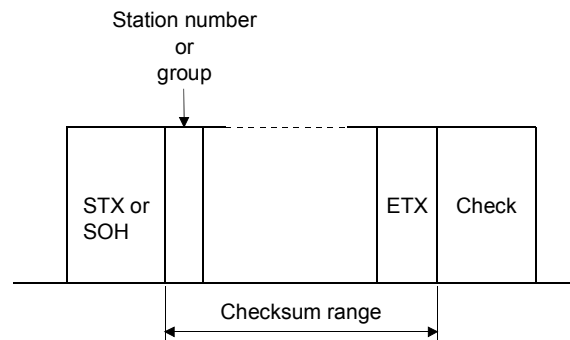 Station number
or
group
STX or
SOH
ETX
Check
Checksum range